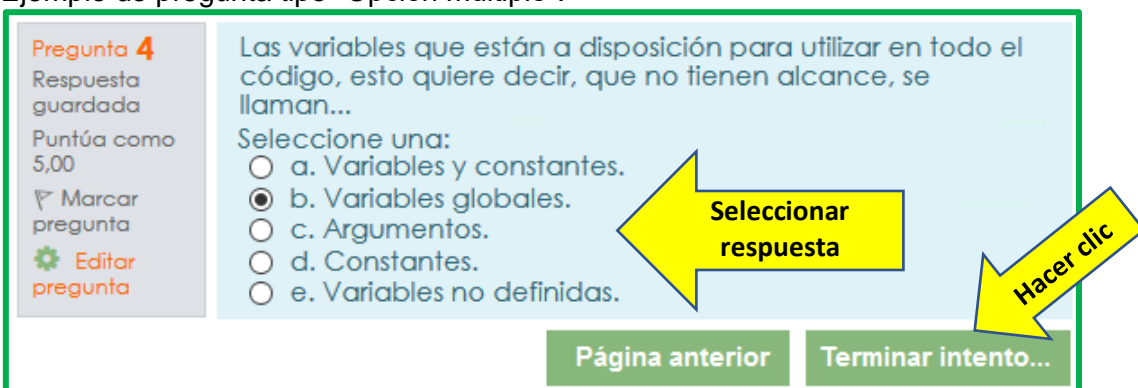 Pregunta 4
Respuesta
guardada
Puntúa como
5,00
Marcar
pregunta
Editar
pregunta
Las variables que están a disposición para utilizar en todo el
código, esto quiere decir, que no tienen alcance, se
llaman...
Seleccione una:
a. Variables y constantes.
b. Variables globales.
c. Argumentos.
d. Constantes.
e. Variables no definidas.
Seleccionar
respuesta
Hacer clic
Página anterior
Terminar intento...